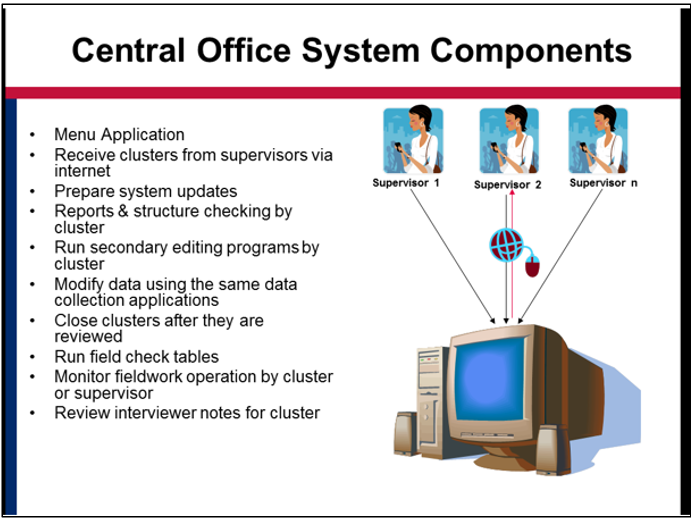 Central Office System Components
• Menu Application
• Receive clusters from supervisors via
internet
• Prepare system updates
• Reports & structure checking by
cluster
• Run secondary editing programs by
cluster
• Modify data using the same data
collection applications
• Close clusters after they are
reviewed
• Run field check tables
• Monitor fieldwork operation by cluster
or supervisor
• Review interviewer notes for cluster
Supervisor 1
Supervisor 2
Supervisor n